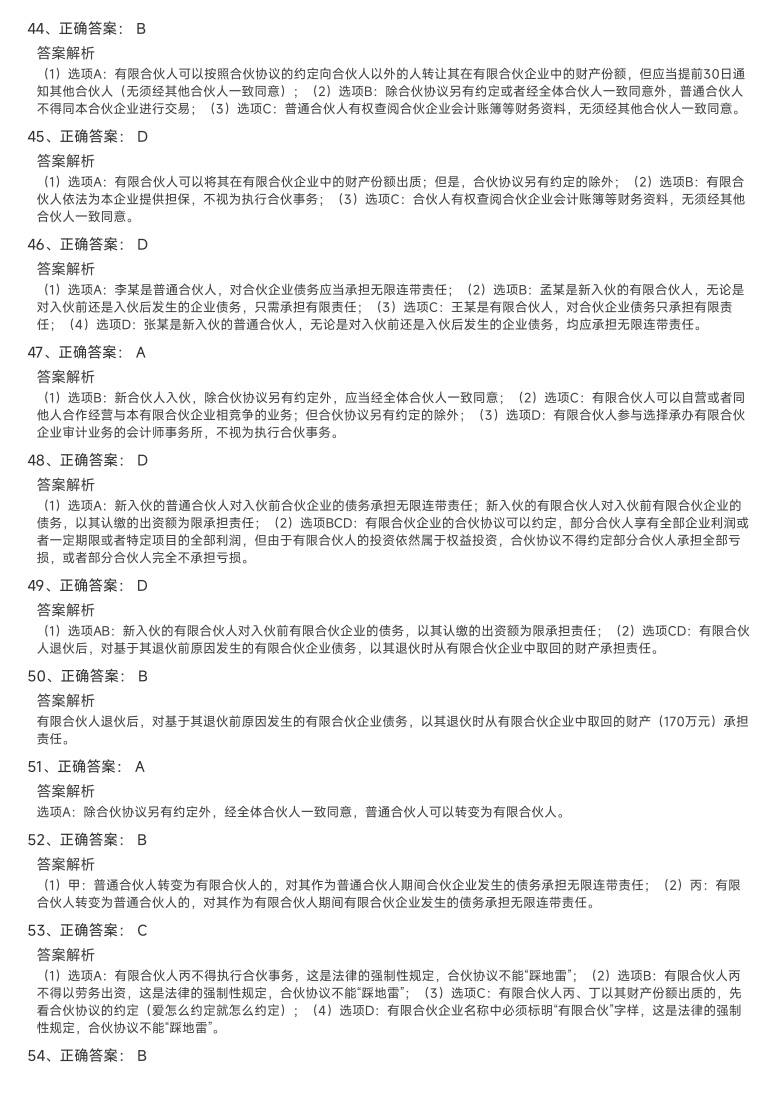 44、正确答案： B
答案解析
（1）选项A：有限合伙人可以按照合伙协议的约定向合伙人以外的人转让其在有限合伙企业中的财产份额，但应当提前30日通
知其他合伙人（无须经其他合伙人一致同意）；（2）选项B：除合伙协议另有约定或者经全体合伙人一致同意外，普通合伙人
不得同本合伙企业进行交易；（3）选项C：普通合伙人有权查阅合伙企业会计账簿等财务资料，无须经其他合伙人一致同意。
45、正确答案： D
答案解析
（1）选项A：有限合伙人可以将其在有限合伙企业中的财产份额出质；但是，合伙协议另有约定的除外；（2）选项B：有限合
伙人依法为本企业提供担保，不视为执行合伙事务；（3）选项C：合伙人有权查阅合伙企业会计账簿等财务资料，无须经其他
合伙人一致同意。
46、正确答案： D
答案解析
（1）选项A：李某是普通合伙人，对合伙企业债务应当承担无限连带责任；（2）选项B：孟某是新入伙的有限合伙人，无论是
对入伙前还是入伙后发生的企业债务，只需承担有限责任；（3）选项C：王某是有限合伙人，对合伙企业债务只承担有限责
任；（4）选项D：张某是新入伙的普通合伙人，无论是对入伙前还是入伙后发生的企业债务，均应承担无限连带责任。
47、正确答案： A
答案解析
（1）选项B：新合伙人入伙，除合伙协议另有约定外，应当经全体合伙人一致同意；（2）选项C：有限合伙人可以自营或者同
他人合作经营与本有限合伙企业相竞争的业务；但合伙协议另有约定的除外；（3）选项D：有限合伙人参与选择承办有限合伙
企业审计业务的会计师事务所，不视为执行合伙事务。
48、正确答案： D
答案解析
（1）选项A：新入伙的普通合伙人对入伙前合伙企业的债务承担无限连带责任；新入伙的有限合伙人对入伙前有限合伙企业的
债务，以其认缴的出资额为限承担责任；（2）选项BCD：有限合伙企业的合伙协议可以约定，部分合伙人享有全部企业利润或
者一定期限或者特定项目的全部利润，但由于有限合伙人的投资依然属于权益投资，合伙协议不得约定部分合伙人承担全部亏
损，或者部分合伙人完全不承担亏损。
49、正确答案： D
答案解析
（1）选项AB：新入伙的有限合伙人对入伙前有限合伙企业的债务，以其认缴的出资额为限承担责任；（2）选项CD：有限合伙
人退伙后，对基于其退伙前原因发生的有限合伙企业债务，以其退伙时从有限合伙企业中取回的财产承担责任。
50、正确答案： B
答案解析
有限合伙人退伙后，对基于其退伙前原因发生的有限合伙企业债务，以其退伙时从有限合伙企业中取回的财产（170万元）承担
责任。
51、正确答案： A
答案解析
选项A：除合伙协议另有约定外，经全体合伙人一致同意，普通合伙人可以转变为有限合伙人。
52、正确答案： B
答案解析
（1）甲：普通合伙人转变为有限合伙人的，对其作为普通合伙人期间合伙企业发生的债务承担无限连带责任；（2）丙：有限
合伙人转变为普通合伙人的，对其作为有限合伙人期间有限合伙企业发生的债务承担无限连带责任。
53、正确答案： C
答案解析
（1）选项A：有限合伙人丙不得执行合伙事务，这是法律的强制性规定，合伙协议不能“踩地雷”；（2）选项B：有限合伙人丙
不得以劳务出资，这是法律的强制性规定，合伙协议不能“踩地雷”；（3）选项C：有限合伙人丙、丁以其财产份额出质的，先
看合伙协议的约定（爱怎么约定就怎么约定）；（4）选项D：有限合伙企业名称中必须标明“有限合伙”字样，这是法律的强制
性规定，合伙协议不能“踩地雷”。
54、正确答案： B